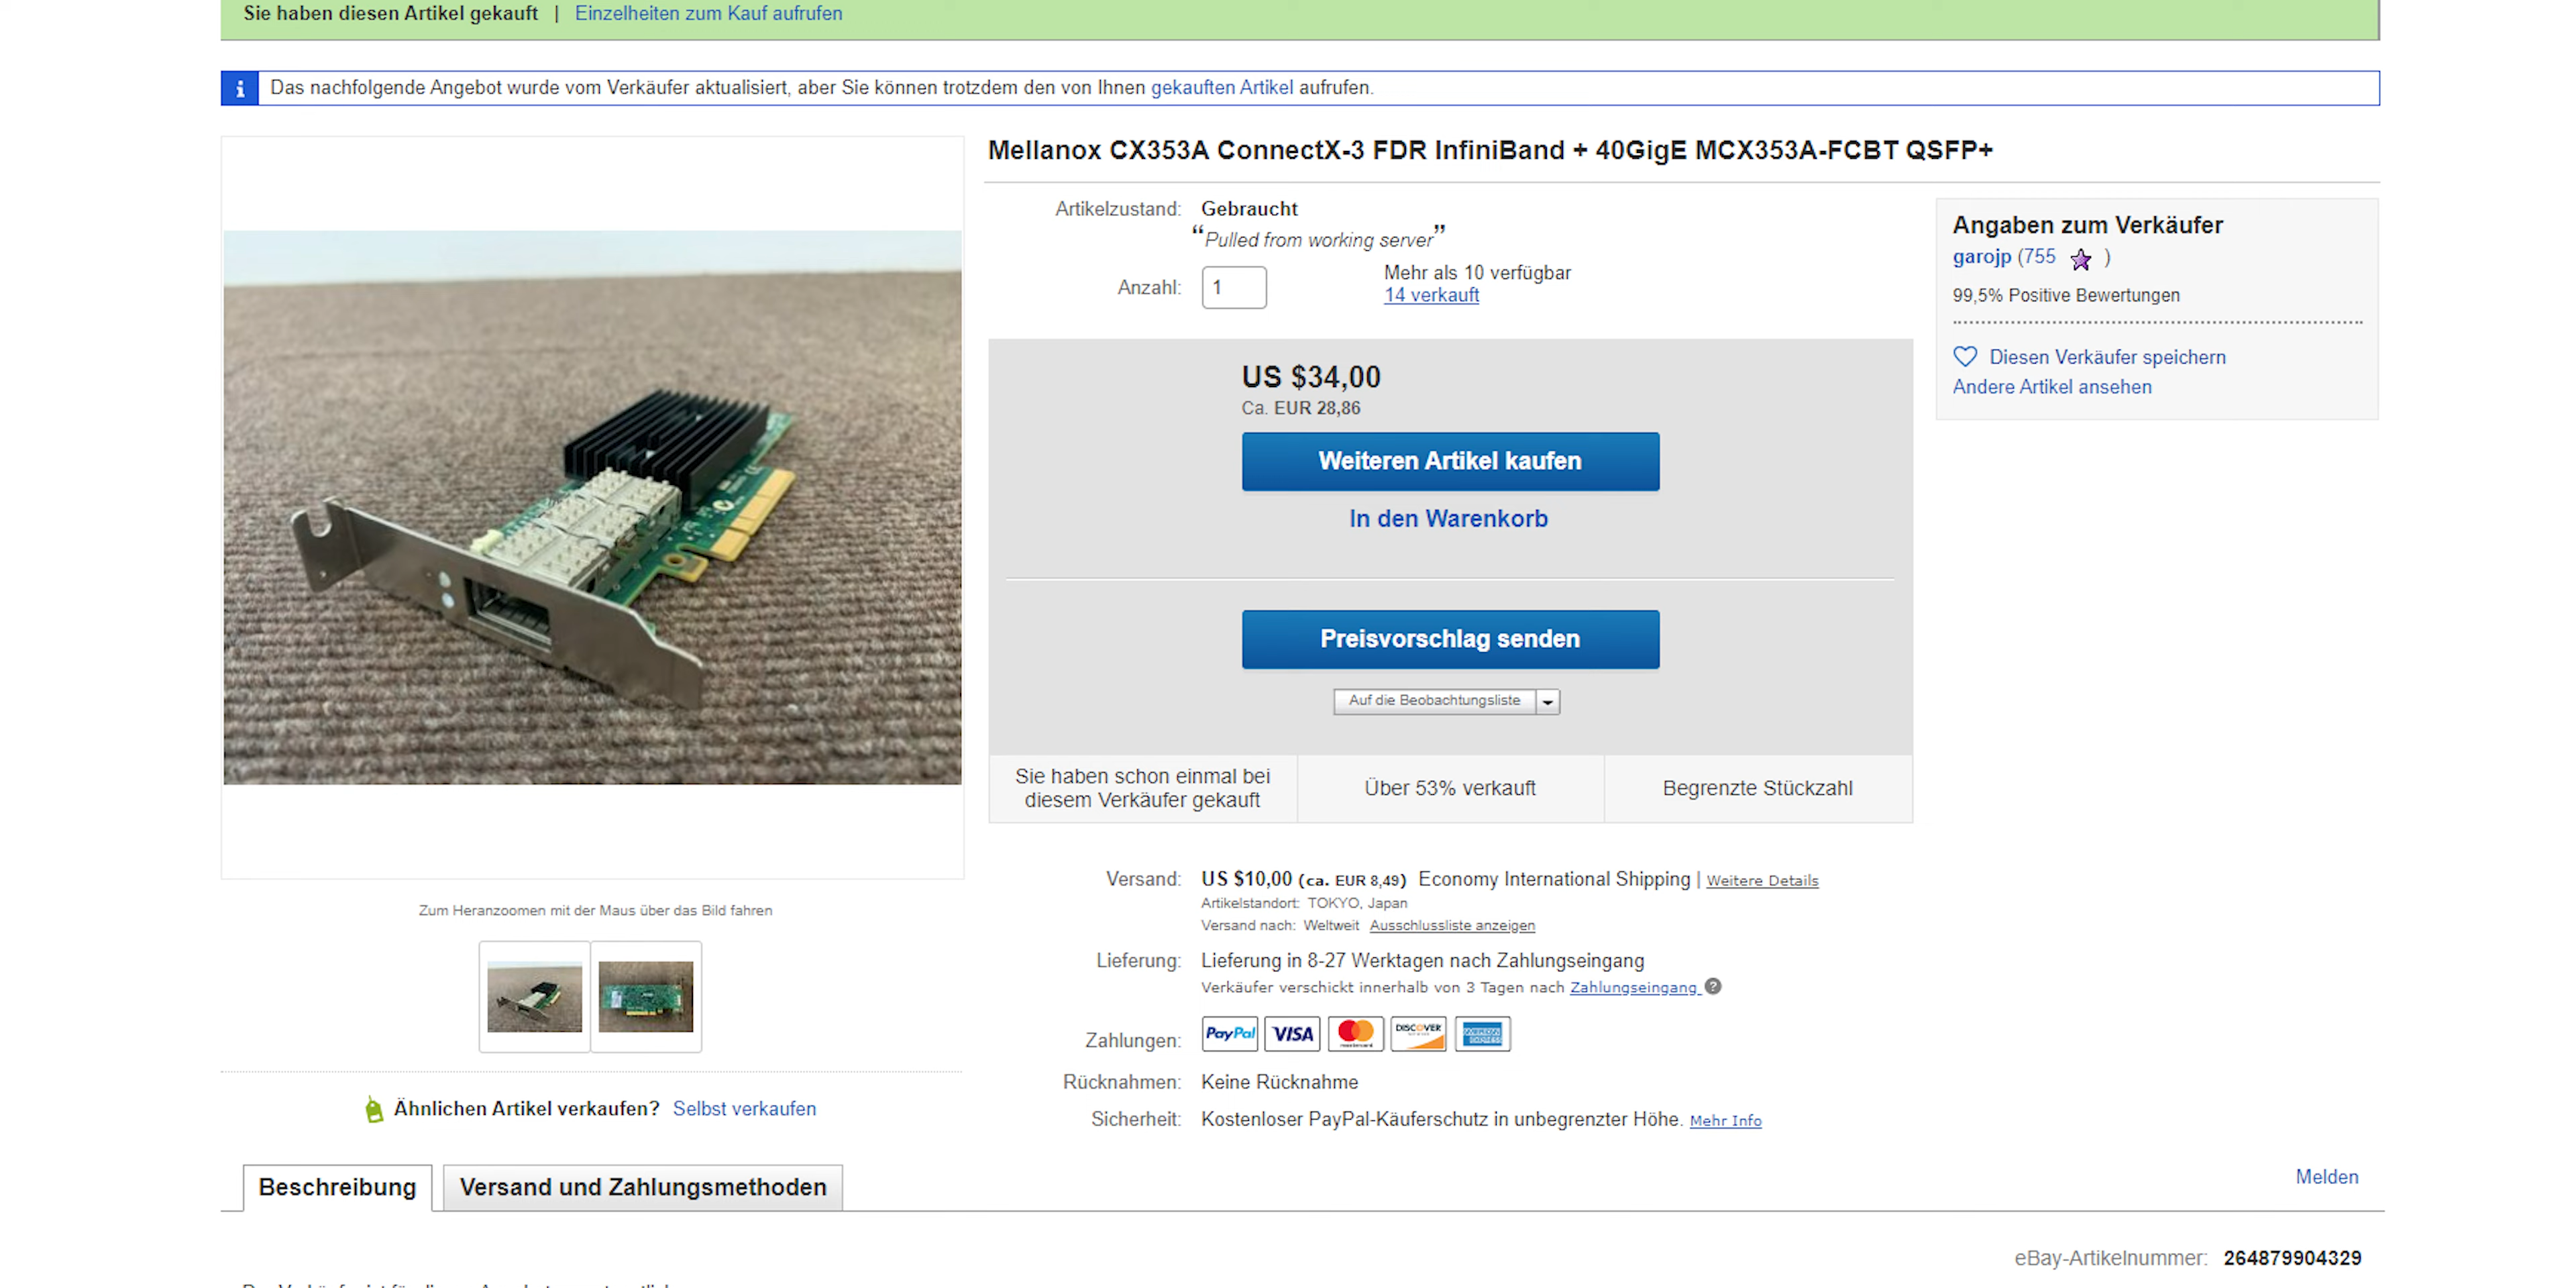 Sie haben diesen Artikel gekauft | Einzelheiten zum Kauf aufrufen
i Das nachfolgende Angebot wurde vom Verkäufer aktualisiert, aber Sie können trotzdem den von Ihnen gekauften Artikel aufrufen.
Mellanox CX353A ConnectX-3 FDR InfiniBand + 40GigE MCX353A-FCBT QSFP+
Artikelzustand: Gebraucht
“Pulled from working server”
Anzahl: 1
Mehr als 10 verfügbar
14 verkauft
US $34,00
Ca. EUR 28,86
Weiteren Artikel kaufen
In den Warenkorb
Preisvorschlag senden
Auf die Beobachtungsliste
Sie haben schon einmal bei
diesem Verkäufer gekauft
Über 53% verkauft
Begrenzte Stückzahl
Angaben zum Verkäufer
garojp (755 )
99,5% Positive Bewertungen
Diesen Verkäufer speichern
Andere Artikel ansehen
Versand: US $10,00 (ca. EUR 8,49) Economy International Shipping | Weitere Details
Artikelstandort: TOKYO, Japan
Versand nach: Weltweit Ausschlussliste anzeigen
Lieferung: Lieferung in 8-27 Werktagen nach Zahlungseingang
Verkäufer verschickt innerhalb von 3 Tagen nach Zahlungseingang ?
Zahlungen: PayPal VISA mastercard DISCOVER AMERICAN EXPRESS
Rücknahmen: Keine Rücknahme
Sicherheit: Kostenloser PayPal-Käuferschutz in unbegrenzter Höhe. Mehr Info
Zum Heranzoomen mit der Maus über das Bild fahren
Ähnlichen Artikel verkaufen? Selbst verkaufen
Beschreibung
Versand und Zahlungsmethoden
Melden
eBay-Artikelnummer: 264879904329